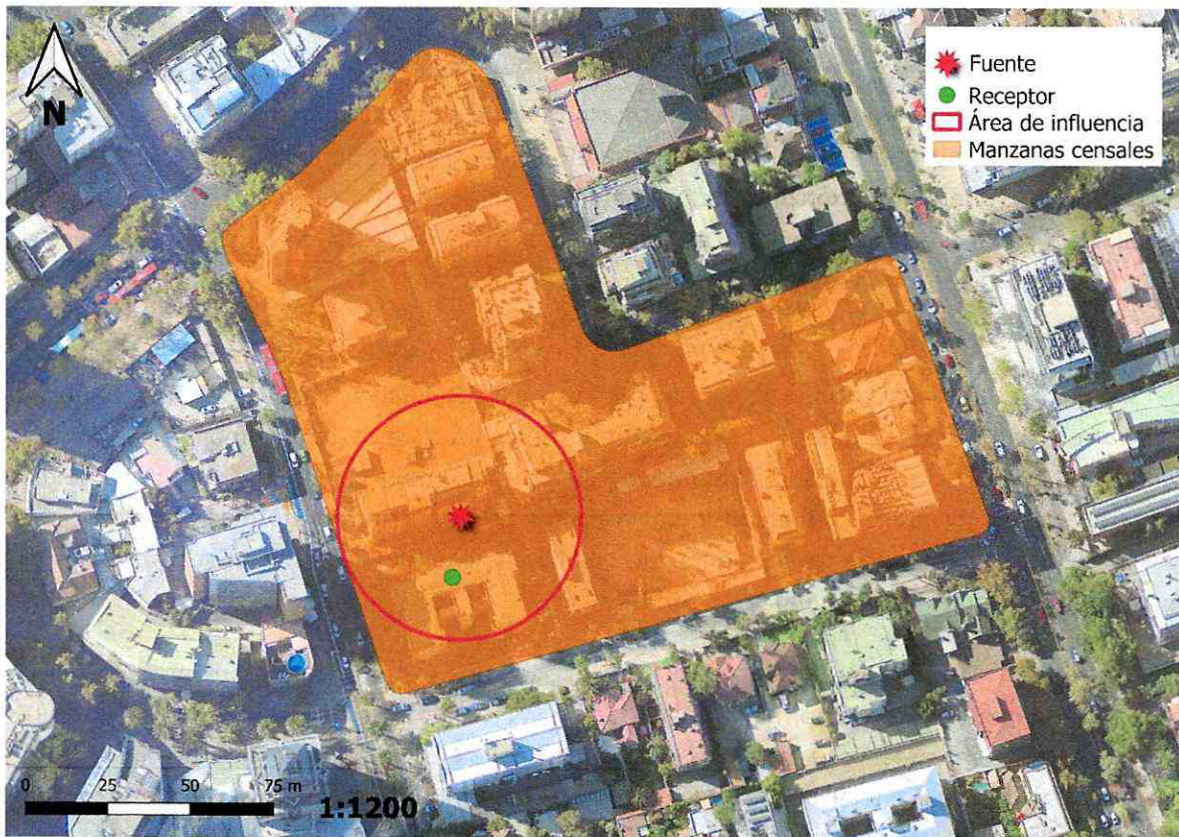 N
Fuente
Receptor
Área de influencia
Manzanas censales
0 25 50 75 m
1:1200